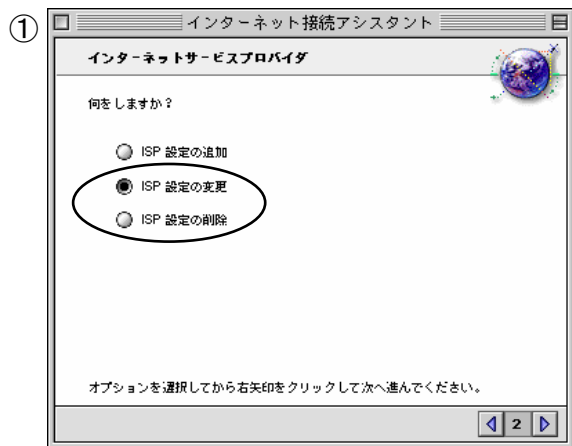 ①
インターネット接続アシスタント
インターネットサービスプロバイダ
何をしますか？
ISP 設定の追加
ISP 設定の変更
ISP 設定の削除
オプションを選択してから右矢印をクリックして次へ進んでください。
2